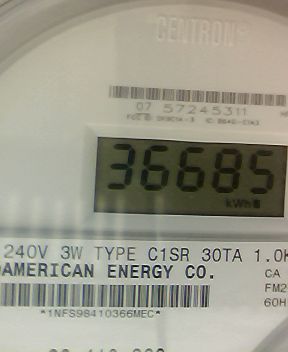 CENTRON®
07 57245311
36685
kWh
240V 3W TYPE C1SR 30TA 1.0K
AMERICAN ENERGY CO.
CA
FM2
60H
*1NFS98410366MEC*